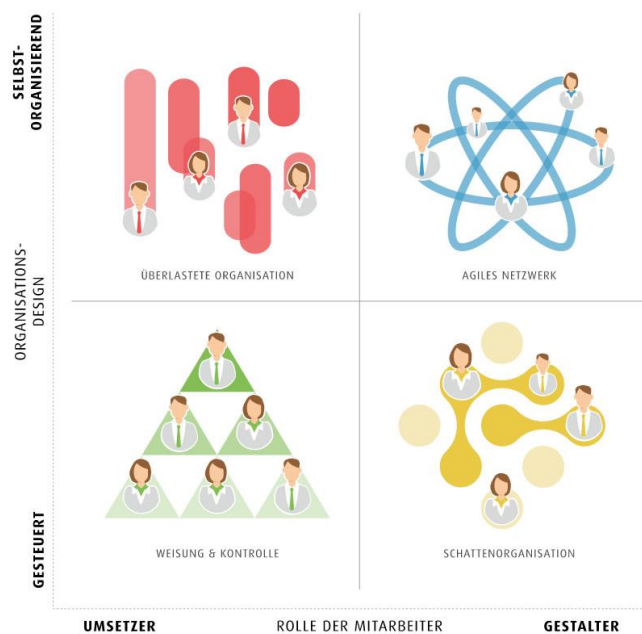 SELBST-
ORGANISIEREND
ÜBERLASTETE ORGANISATION
AGILES NETZWERK
ORGANISATIONS-
DESIGN
WEISUNG & KONTROLLE
SCHATTENORGANISATION
GESTEUERT
UMSETZER
ROLLE DER MITARBEITER
GESTALTER